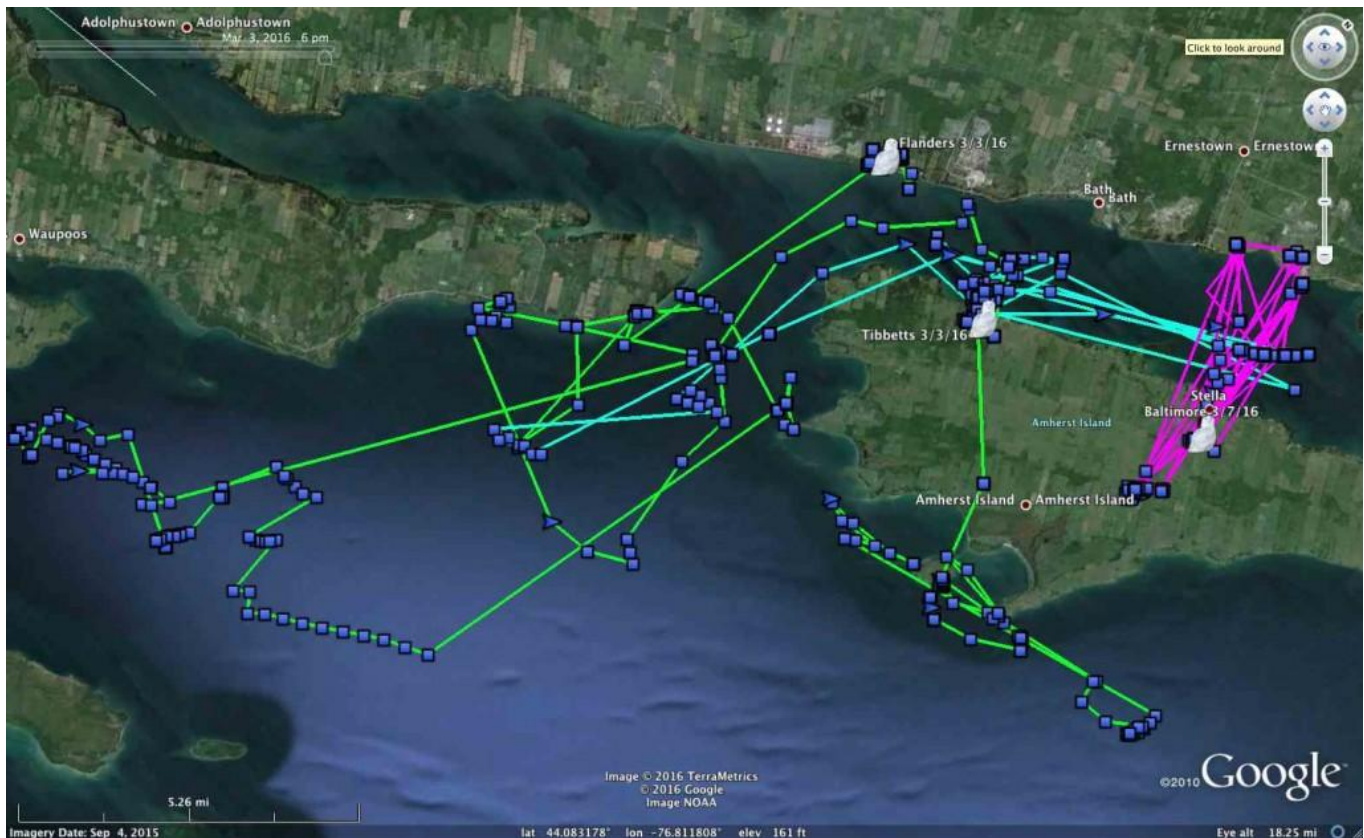 Adolphustown Adolphustown
Mar. 3, 2016 6 pm
Click to look around
Flanders 3/3/16
Ernestown Ernestown
Bath
Bath
Waupoos
Tibbetts 3/3/16
Stella
Baltimore 3/7/16
Amherst Island
Amherst Island Amherst Island
Image © 2016 TerraMetrics
© 2016 Google
Image NOAA
©2010 Google
5.26 mi
Imagery Date: Sep 4, 2015 lat 44.083178° lon -76.811808° elev 161 ft Eye alt 18.25 mi